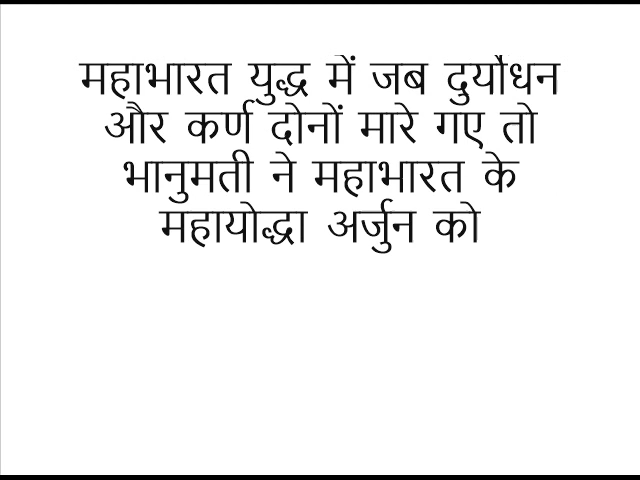 महाभारत युद्ध में जब दुर्योधन
और कर्ण दोनों मारे गए तो
भानुमती ने महाभारत के
महायोद्धा अर्जुन को